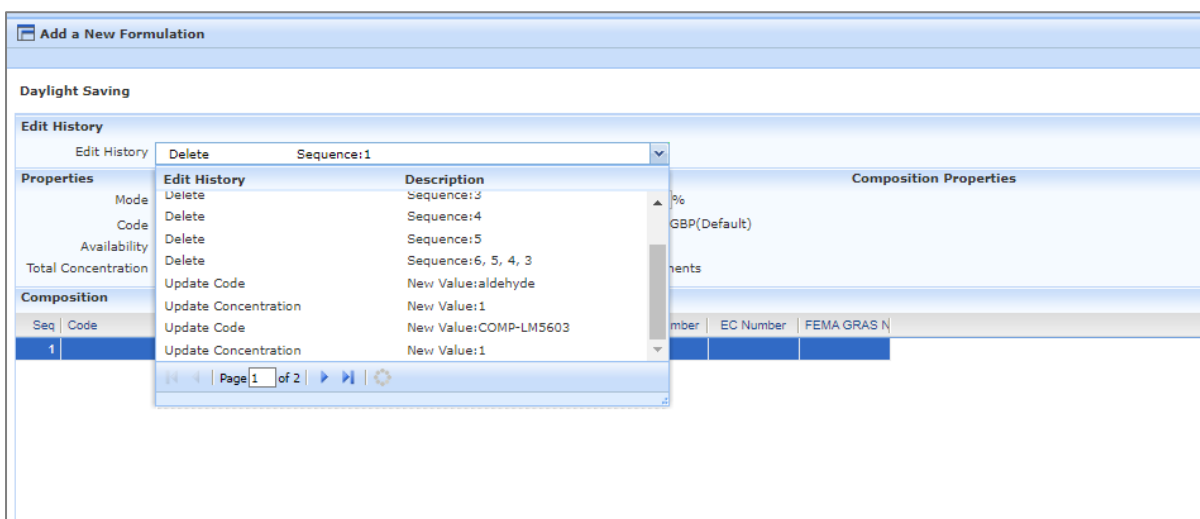 Add a New Formulation
Daylight Saving
Edit History
Edit History Delete Sequence:1
Properties Edit History Description Composition Properties
Mode Delete Sequence:3 %
Code Delete Sequence:4 GBP(Default)
Availability Delete Sequence:5
Total Concentration Delete Sequence:6, 5, 4, 3
Update Code New Value:aldehyde
Composition Update Concentration New Value:1
Seq Code Update Code New Value:COMP-LM5603 EC Number FEMA GRAS N
1 Update Concentration New Value:1
Page 1 of 2